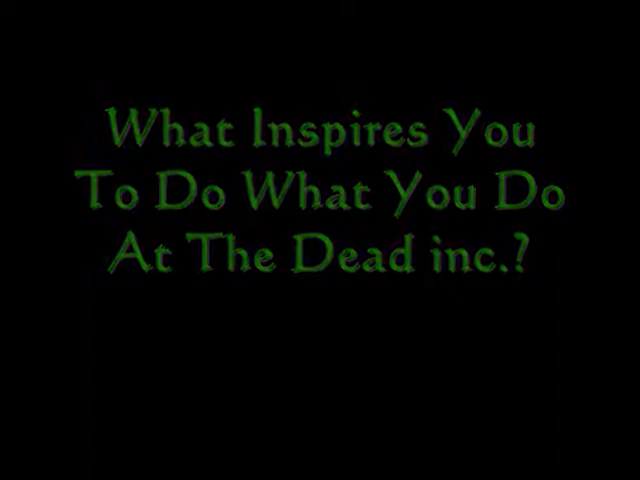 What Inspires You
To Do What You Do
At The Dead inc.?